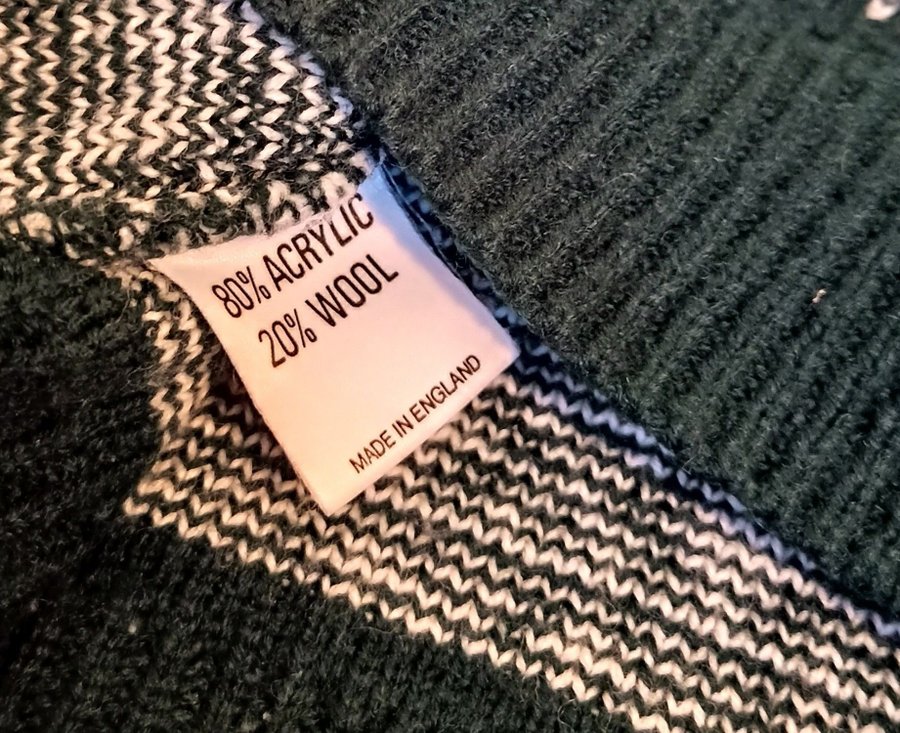 80% ACRYLIC
20% WOOL
MADE IN ENGLAND